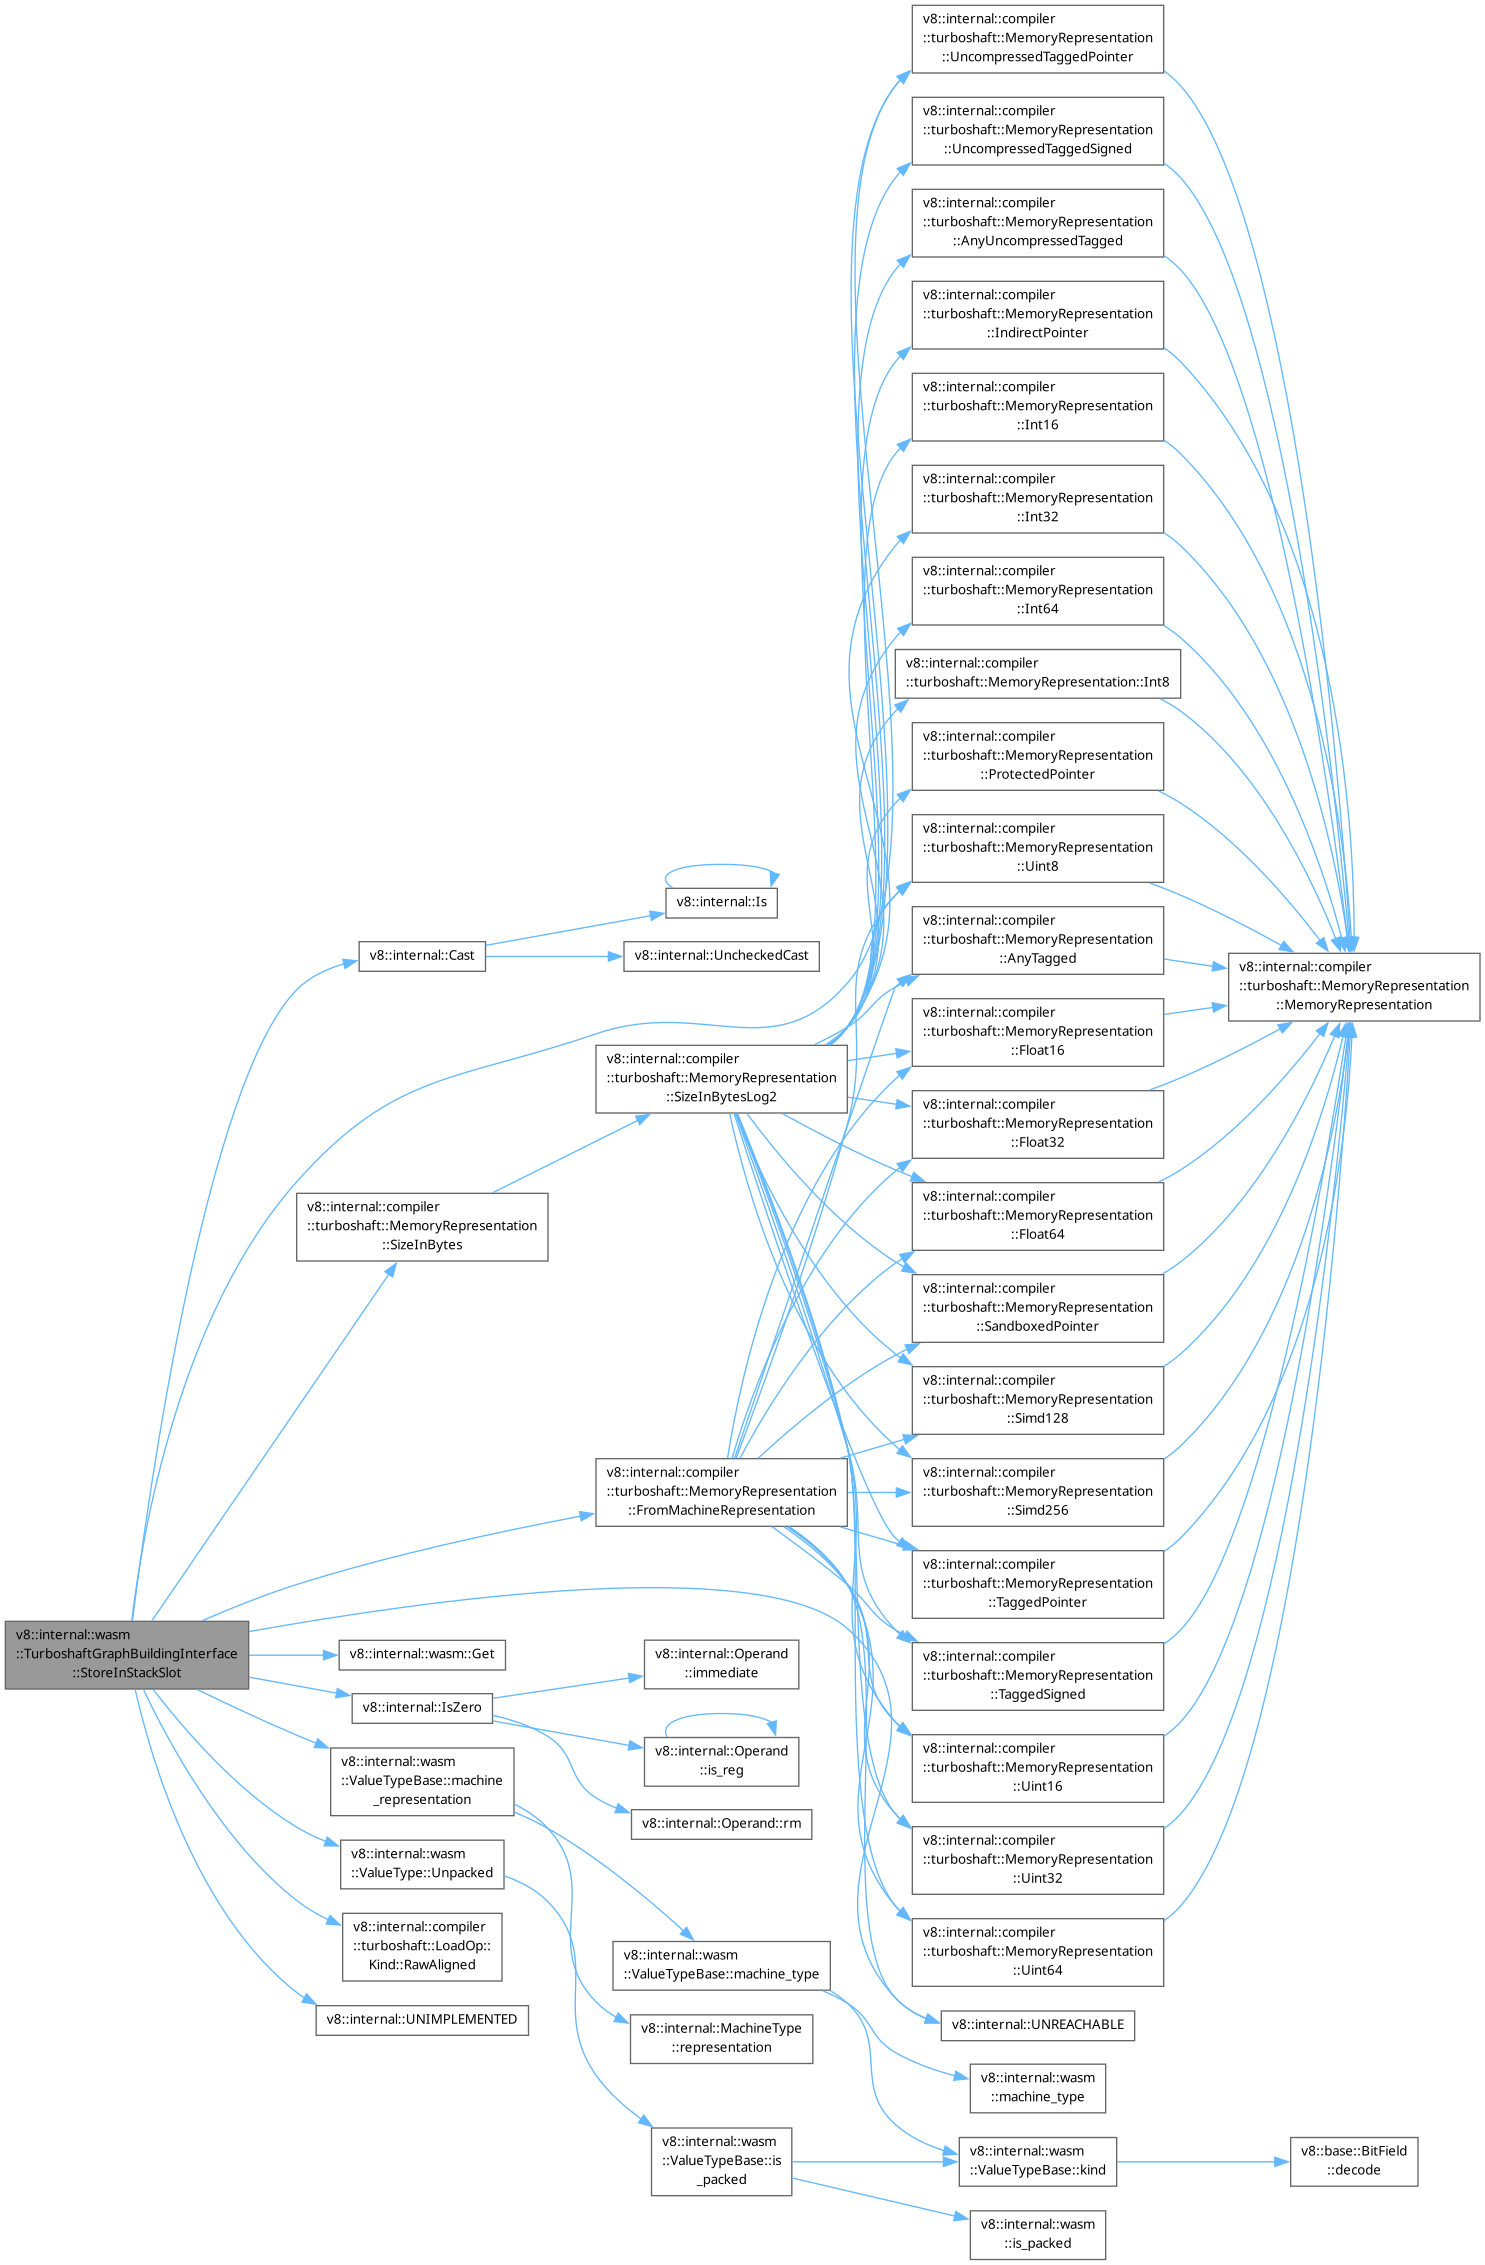 v8::internal::compiler
::turboshaft::MemoryRepresentation
::UncompressedTaggedPointer
v8::internal::compiler
::turboshaft::MemoryRepresentation
::UncompressedTaggedSigned
v8::internal::compiler
::turboshaft::MemoryRepresentation
::AnyUncompressedTagged
v8::internal::compiler
::turboshaft::MemoryRepresentation
::IndirectPointer
v8::internal::compiler
::turboshaft::MemoryRepresentation
::Int16
v8::internal::compiler
::turboshaft::MemoryRepresentation
::Int32
v8::internal::compiler
::turboshaft::MemoryRepresentation
::Int64
v8::internal::compiler
::turboshaft::MemoryRepresentation::Int8
v8::internal::compiler
::turboshaft::MemoryRepresentation
::ProtectedPointer
v8::internal::compiler
::turboshaft::MemoryRepresentation
::Uint8
v8::internal::Is
v8::internal::Cast
v8::internal::UncheckedCast
v8::internal::compiler
::turboshaft::MemoryRepresentation
::AnyTagged
v8::internal::compiler
::turboshaft::MemoryRepresentation
::MemoryRepresentation
v8::internal::compiler
::turboshaft::MemoryRepresentation
::Float16
v8::internal::compiler
::turboshaft::MemoryRepresentation
::SizeInBytesLog2
v8::internal::compiler
::turboshaft::MemoryRepresentation
::Float32
v8::internal::compiler
::turboshaft::MemoryRepresentation
::SizeInBytes
v8::internal::compiler
::turboshaft::MemoryRepresentation
::Float64
v8::internal::compiler
::turboshaft::MemoryRepresentation
::SandboxedPointer
v8::internal::compiler
::turboshaft::MemoryRepresentation
::Simd128
v8::internal::compiler
::turboshaft::MemoryRepresentation
::FromMachineRepresentation
v8::internal::compiler
::turboshaft::MemoryRepresentation
::Simd256
v8::internal::compiler
::turboshaft::MemoryRepresentation
::TaggedPointer
v8::internal::wasm
::TurboshaftGraphBuildingInterface
::StoreInStackSlot
v8::internal::wasm::Get
v8::internal::Operand
::immediate
v8::internal::compiler
::turboshaft::MemoryRepresentation
::TaggedSigned
v8::internal::IsZero
v8::internal::Operand
::is_reg
v8::internal::compiler
::turboshaft::MemoryRepresentation
::Uint16
v8::internal::wasm
::ValueTypeBase::machine
_representation
v8::internal::Operand::rm
v8::internal::wasm
::ValueType::Unpacked
v8::internal::compiler
::turboshaft::MemoryRepresentation
::Uint32
v8::internal::compiler
::turboshaft::LoadOp::
Kind::RawAligned
v8::internal::wasm
::ValueTypeBase::machine_type
v8::internal::compiler
::turboshaft::MemoryRepresentation
::Uint64
v8::internal::UNIMPLEMENTED
v8::internal::MachineType
::representation
v8::internal::UNREACHABLE
v8::internal::wasm
::machine_type
v8::internal::wasm
::ValueTypeBase::is
_packed
v8::internal::wasm
::ValueTypeBase::kind
v8::base::BitField
::decode
v8::internal::wasm
::is_packed